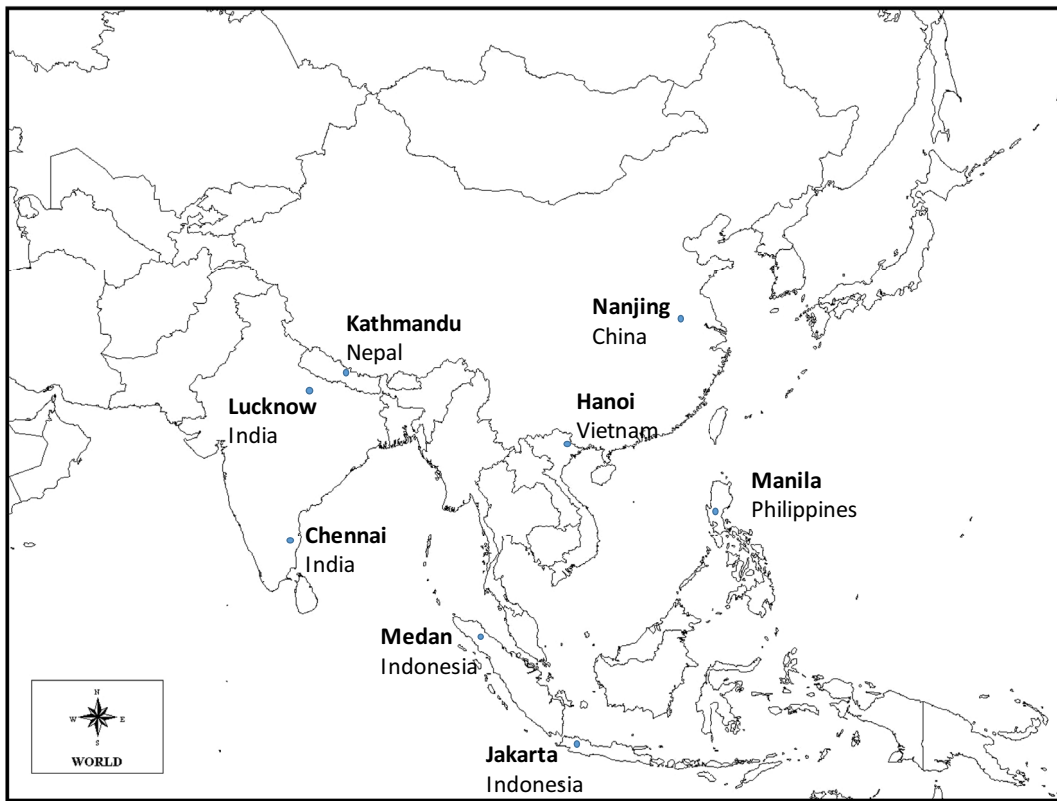 Nanjing
China
Kathmandu
Nepal
Lucknow
India
Hanoi
Vietnam
Manila
Philippines
Chennai
India
Medan
Indonesia
N
W E
S
WORLD
Jakarta
Indonesia